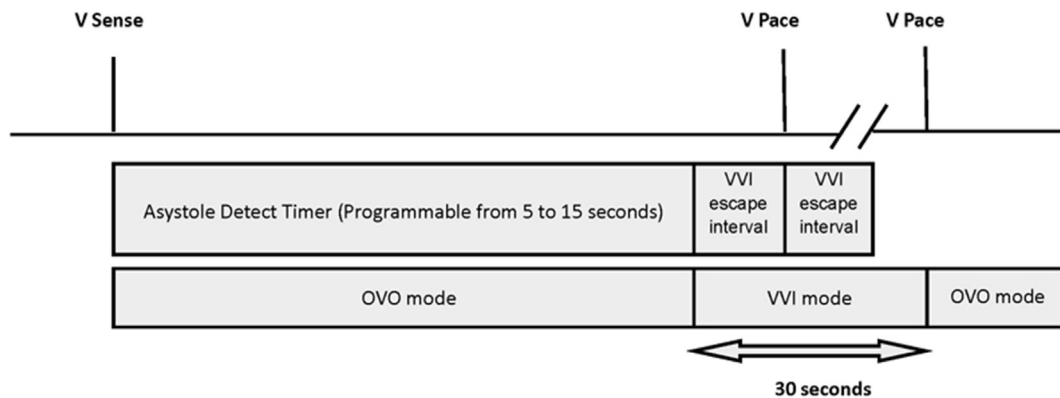 V Sense V Pace V Pace
Asystole Detect Timer (Programmable from 5 to 15 seconds)
VVI
escape
interval
VVI
escape
interval
OVO mode VVI mode OVO mode
30 seconds